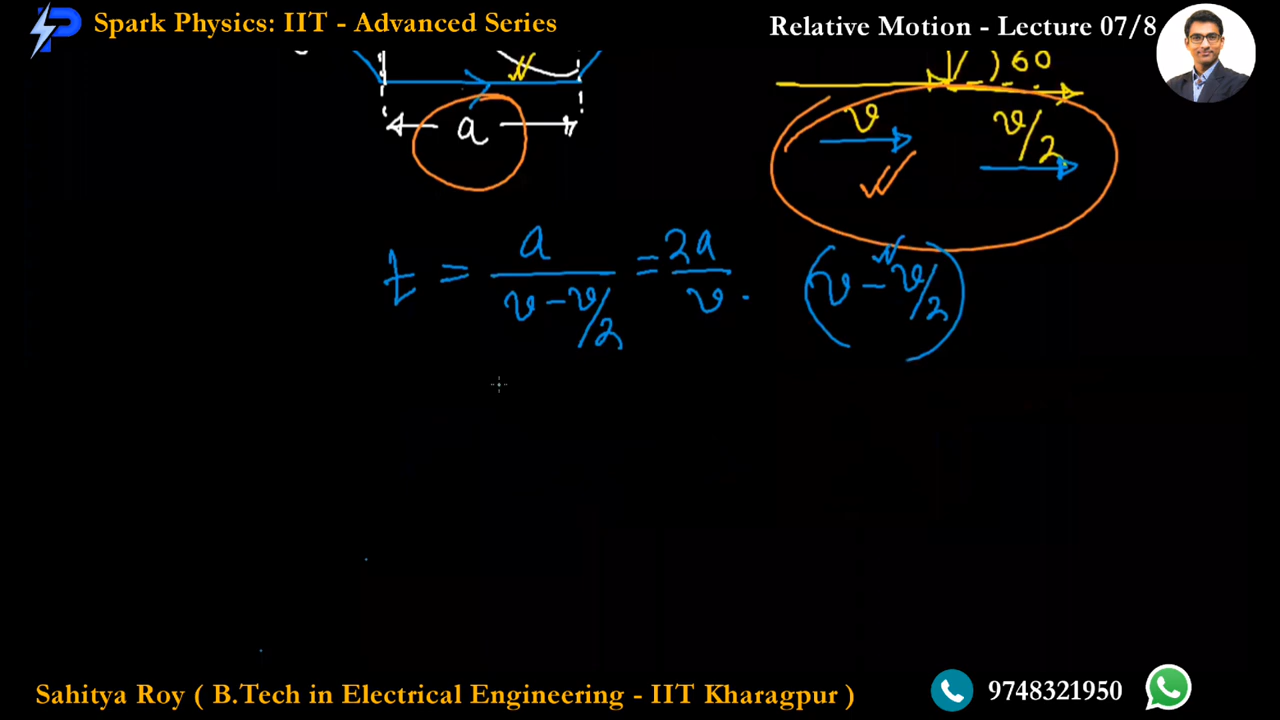 Spark Physics: IIT - Advanced Series
Relative Motion - Lecture 07/8
) 60
a
v
v/2
t = a/(v - v/2) = 2a/v. (v - v/2)
Sahitya Roy ( B.Tech in Electrical Engineering - IIT Kharagpur )
9748321950